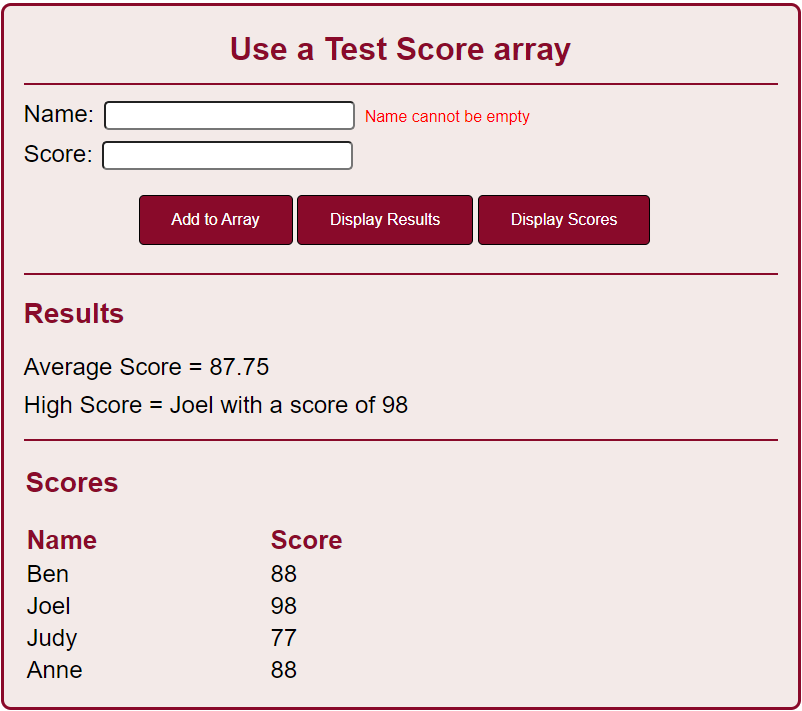 Use a Test Score array
Name: Name cannot be empty
Score:
Add to Array Display Results Display Scores
Results
Average Score = 87.75
High Score = Joel with a score of 98
Scores
Name Score
Ben 88
Joel 98
Judy 77
Anne 88